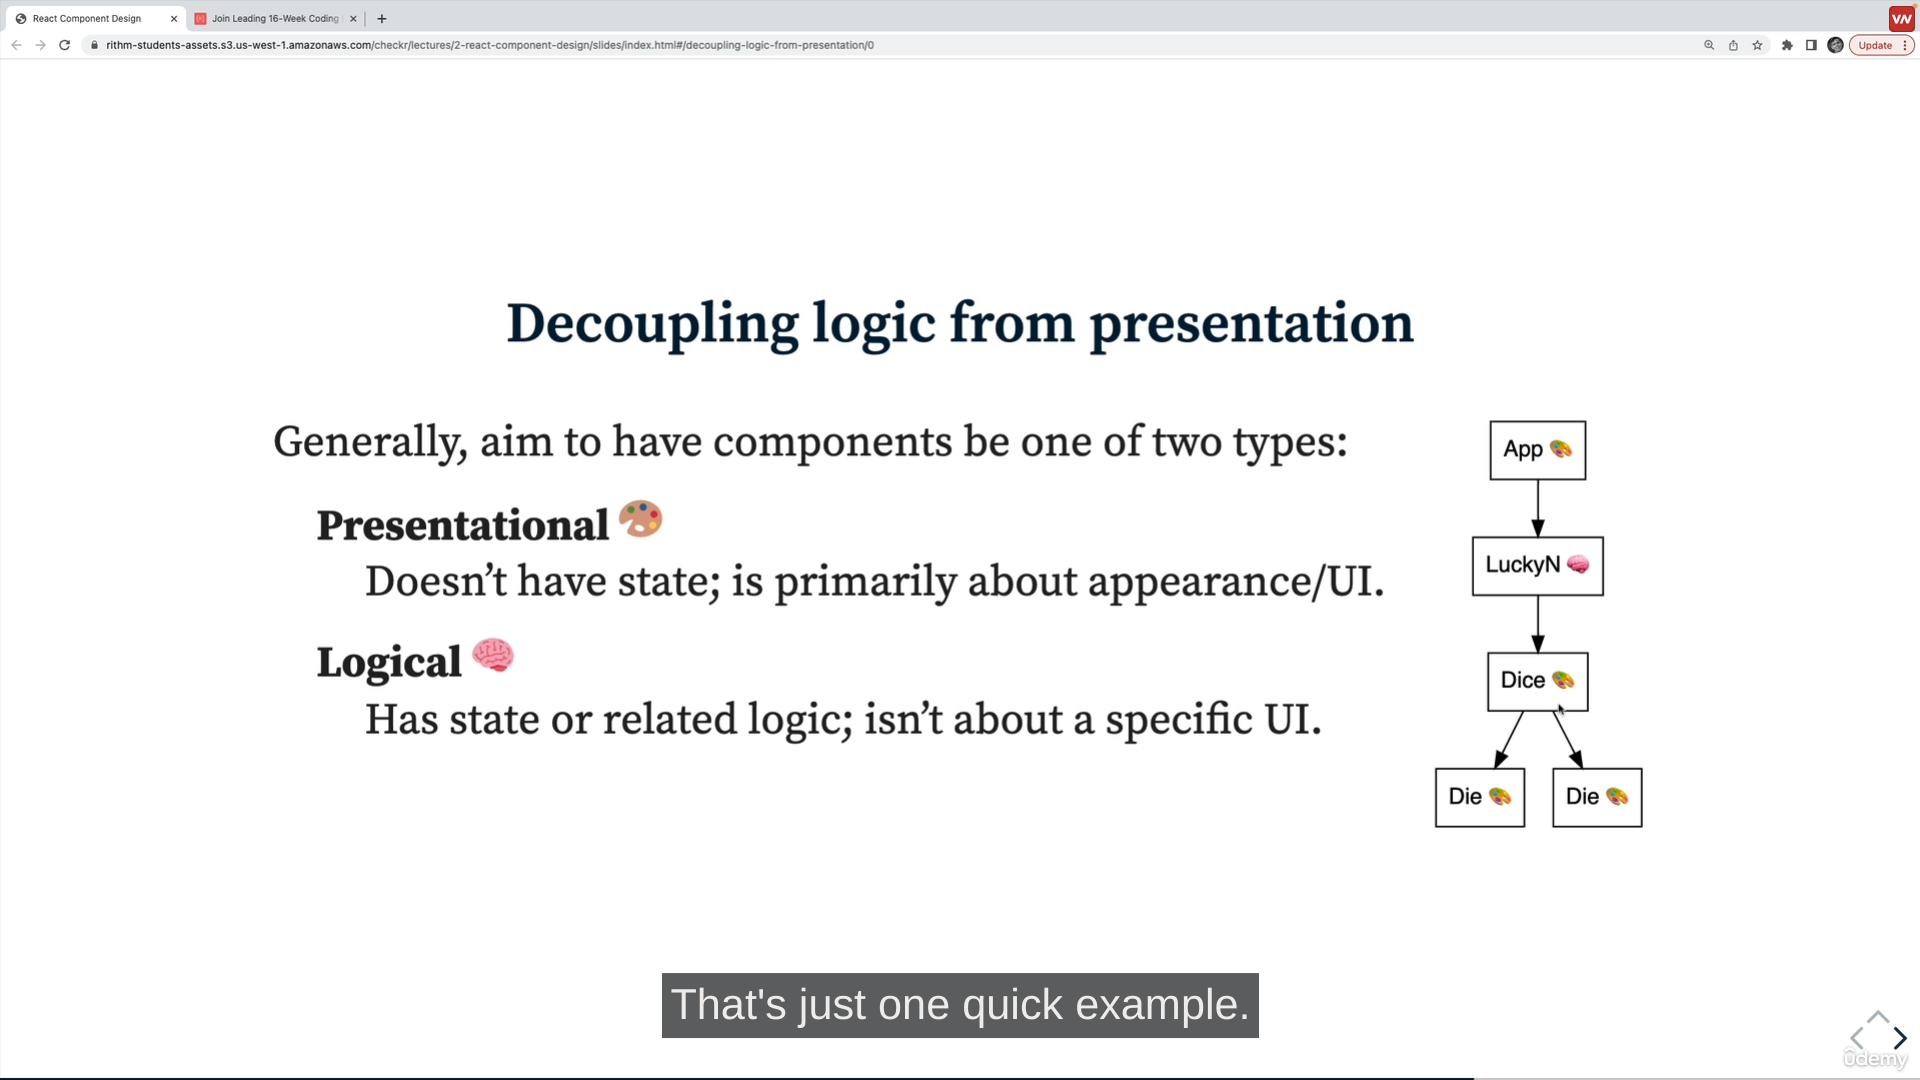 React Component Design
Join Leading 16-Week Coding
VW
rithm-students-assets.s3.us-west-1.amazonaws.com/checkr/lectures/2-react-component-design/slides/index.html#/decoupling-logic-from-presentation/0
Update
Decoupling logic from presentation
Generally, aim to have components be one of two types:
Presentational
Doesn’t have state; is primarily about appearance/UI.
Logical
Has state or related logic; isn’t about a specific UI.
App
LuckyN
Dice
Die
Die
That's just one quick example.
ûdemy